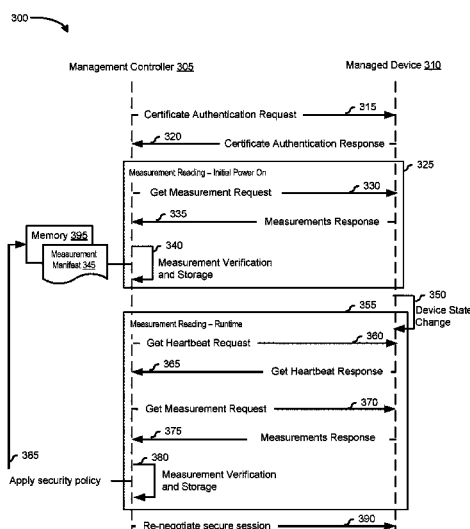 300
Management Controller 305
Managed Device 310
315
Certificate Authentication Request
320
Certificate Authentication Response
325
Measurement Reading – Initial Power On
330
Get Measurement Request
335
Measurements Response
Memory 395
340
Measurement
Manifest 345
Measurement Verification
and Storage
350
355
Device State
Change
Measurement Reading – Runtime
360
Get Heartbeat Request
365
Get Heartbeat Response
370
Get Measurement Request
375
Measurements Response
385
380
Apply security policy
Measurement Verification
and Storage
390
Re-negotiate secure session